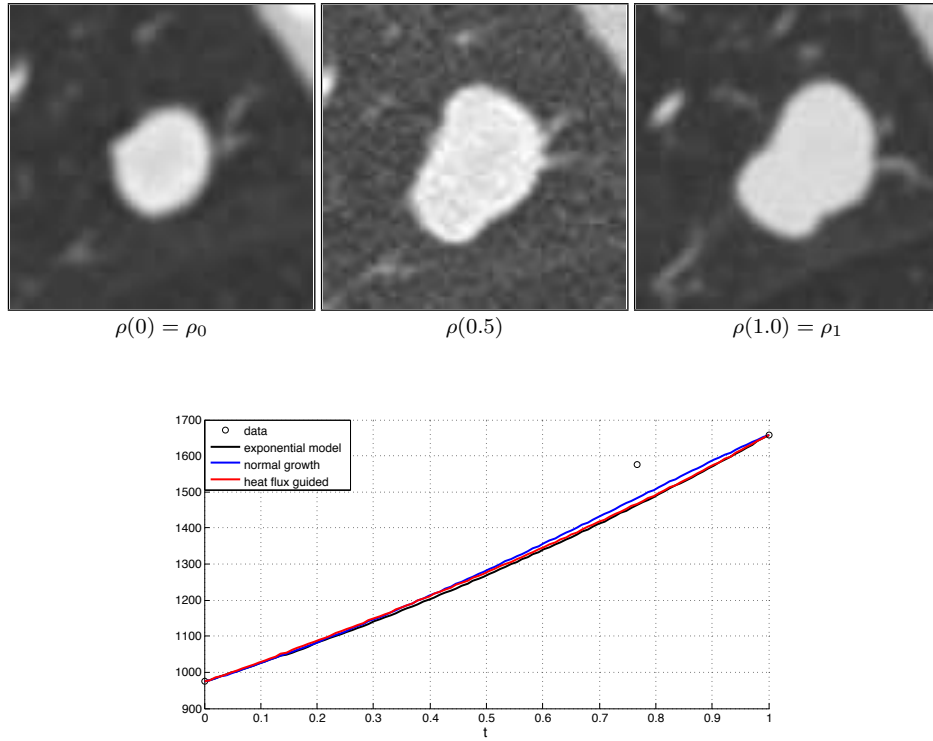 ρ(0) = ρ₀
ρ(0.5)
ρ(1.0) = ρ₁
1700
1600
1500
1400
1300
1200
1100
1000
900
data
exponential model
normal growth
heat flux guided
0
0.1
0.2
0.3
0.4
0.5
0.6
0.7
0.8
0.9
1
t